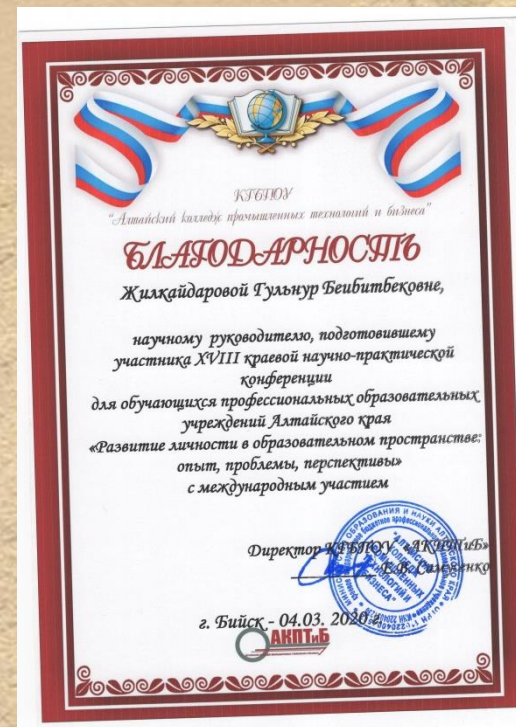 КГБПОУ
"Алтайский колледж промышленных технологий и бизнеса"
БЛАГОДАРНОСТЬ
Жилкайдаровой Гульнур Беибитбековне,
научному руководителю, подготовившему
участника XVIII краевой научно-практической
конференции
для обучающихся профессиональных образовательных
учреждений Алтайского края
«Развитие личности в образовательном пространстве:
опыт, проблемы, перспективы»
с международным участием
Директор КГБПОУ «АКПТиБ»
г. Бийск - 04.03. 2020 г.
АКПТиБ